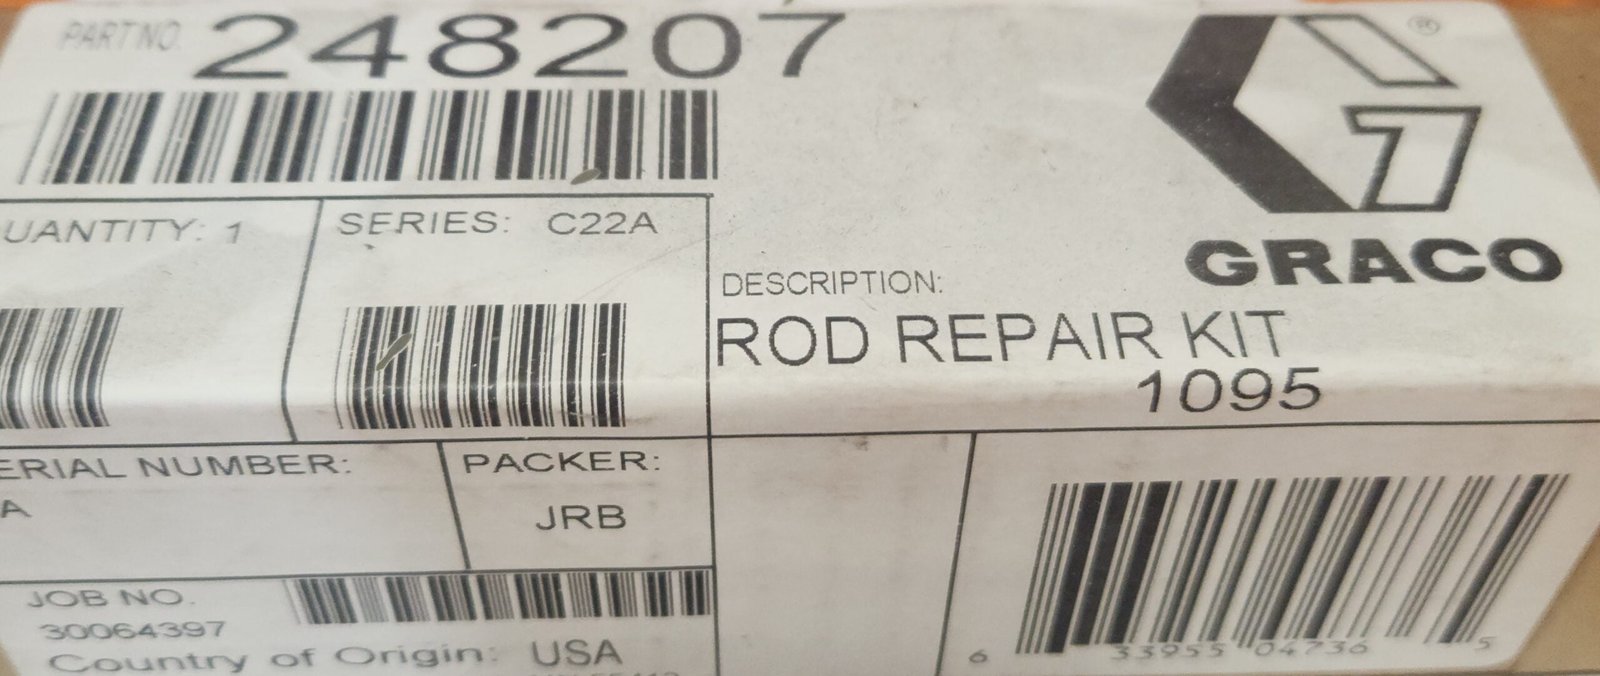 PART NO. 248207
®
GRACO
UANTITY: 1
SERIES: C22A
DESCRIPTION:
ROD REPAIR KIT
1095
ERIAL NUMBER:
A
PACKER:
JRB
JOB NO.
30064397
Country of Origin: USA
6 33955 04736 5